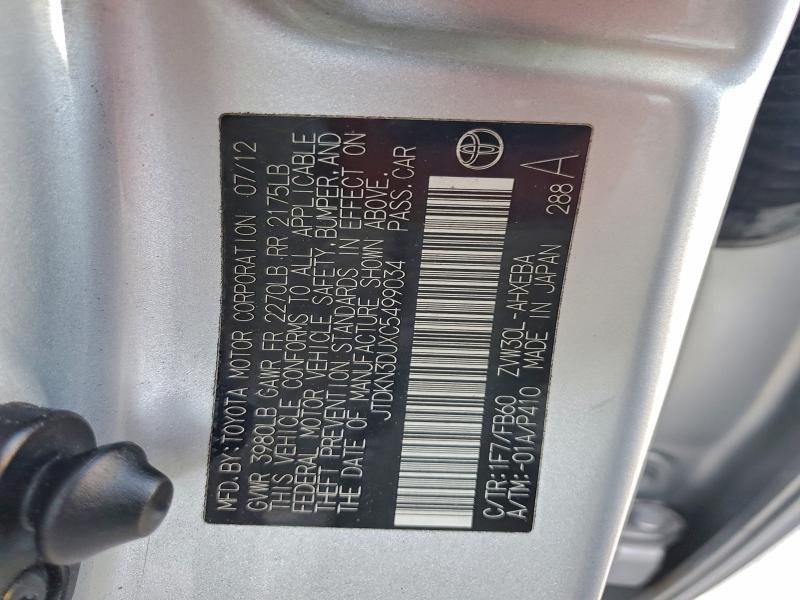 MFD. BY: TOYOTA MOTOR CORPORATION 07/12
GVWR 3980LB GAWR FR 2270LB RR 2175LB
THIS VEHICLE CONFORMS TO ALL APPLICABLE
FEDERAL MOTOR VEHICLE SAFETY, BUMPER, AND
THEFT PREVENTION STANDARDS IN EFFECT ON
THE DATE OF MANUFACTURE SHOWN ABOVE.
JTDKN3DUXC5499034 PASS. CAR
C/TR: 1F7/FB60 ZVW30L-AHXEBA
A/TM: -01A/P410 MADE IN JAPAN 288 A